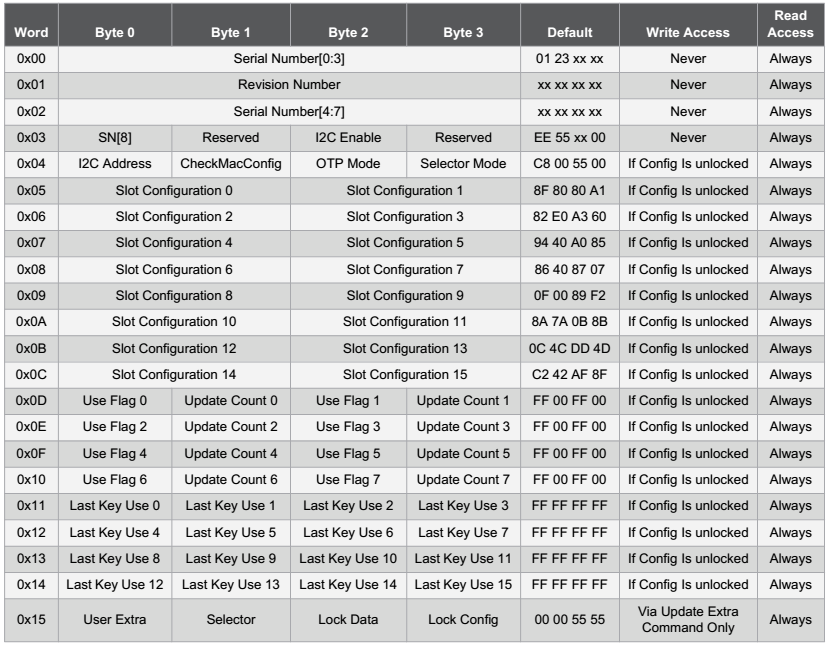 Word Byte 0 Byte 1 Byte 2 Byte 3 Default Write Access Read Access
0x00 Serial Number[0:3] 01 23 xx xx Never Always
0x01 Revision Number xx xx xx xx Never Always
0x02 Serial Number[4:7] xx xx xx xx Never Always
0x03 SN[8] Reserved I2C Enable Reserved EE 55 xx 00 Never Always
0x04 I2C Address CheckMacConfig OTP Mode Selector Mode C8 00 55 00 If Config Is unlocked Always
0x05 Slot Configuration 0 Slot Configuration 1 8F 80 80 A1 If Config Is unlocked Always
0x06 Slot Configuration 2 Slot Configuration 3 82 E0 A3 60 If Config Is unlocked Always
0x07 Slot Configuration 4 Slot Configuration 5 94 40 A0 85 If Config Is unlocked Always
0x08 Slot Configuration 6 Slot Configuration 7 86 40 87 07 If Config Is unlocked Always
0x09 Slot Configuration 8 Slot Configuration 9 0F 00 89 F2 If Config Is unlocked Always
0x0A Slot Configuration 10 Slot Configuration 11 8A 7A 0B 8B If Config Is unlocked Always
0x0B Slot Configuration 12 Slot Configuration 13 0C 4C DD 4D If Config Is unlocked Always
0x0C Slot Configuration 14 Slot Configuration 15 C2 42 AF 8F If Config Is unlocked Always
0x0D Use Flag 0 Update Count 0 Use Flag 1 Update Count 1 FF 00 FF 00 If Config Is unlocked Always
0x0E Use Flag 2 Update Count 2 Use Flag 3 Update Count 3 FF 00 FF 00 If Config Is unlocked Always
0x0F Use Flag 4 Update Count 4 Use Flag 5 Update Count 5 FF 00 FF 00 If Config Is unlocked Always
0x10 Use Flag 6 Update Count 6 Use Flag 7 Update Count 7 FF 00 FF 00 If Config Is unlocked Always
0x11 Last Key Use 0 Last Key Use 1 Last Key Use 2 Last Key Use 3 FF FF FF FF If Config Is unlocked Always
0x12 Last Key Use 4 Last Key Use 5 Last Key Use 6 Last Key Use 7 FF FF FF FF If Config Is unlocked Always
0x13 Last Key Use 8 Last Key Use 9 Last Key Use 10 Last Key Use 11 FF FF FF FF If Config Is unlocked Always
0x14 Last Key Use 12 Last Key Use 13 Last Key Use 14 Last Key Use 15 FF FF FF FF If Config Is unlocked Always
0x15 User Extra Selector Lock Data Lock Config 00 00 55 55 Via Update Extra Command Only Always